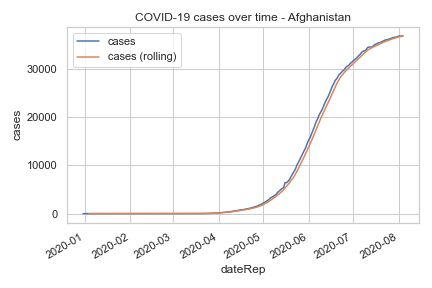 COVID-19 cases over time - Afghanistan
cases
cases (rolling)
30000
20000
10000
0
cases
2020-01
2020-02
2020-03
2020-04
2020-05
2020-06
2020-07
2020-08
dateRep